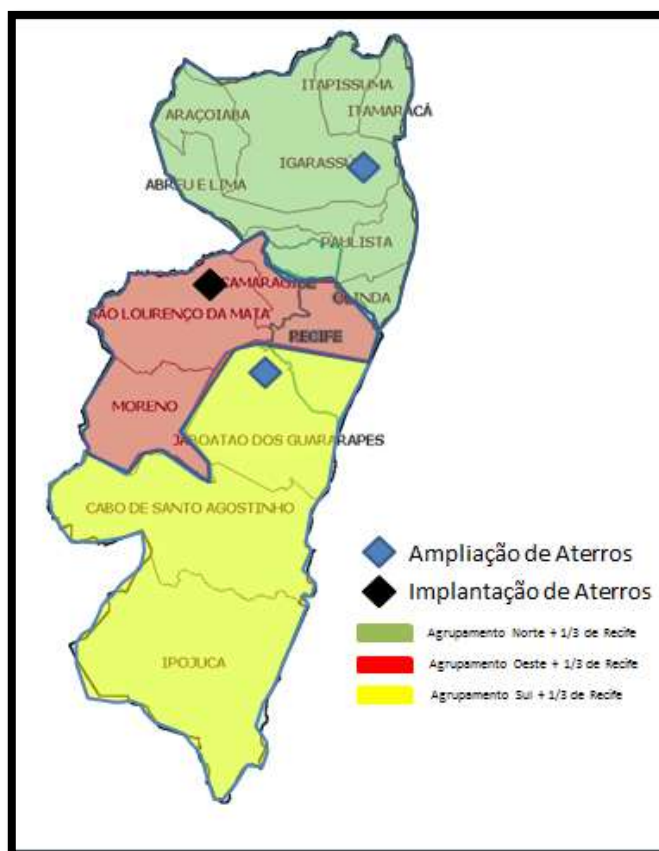 ITAPISSUMA
ITAMARACÁ
ARAÇOIABA
IGARASSÚ
ABREU E LIMA
PAULISTA
CAMARAGIBE
OLINDA
SÃO LOURENÇO DA MATA
RECIFE
MORENO
JABOATAO DOS GUARARAPES
CABO DE SANTO AGOSTINHO
IPOJUCA
Ampliação de Aterros
Implantação de Aterros
Agrupamento Norte + 1/3 de Recife
Agrupamento Oeste + 1/3 de Recife
Agrupamento Sul + 1/3 de Recife